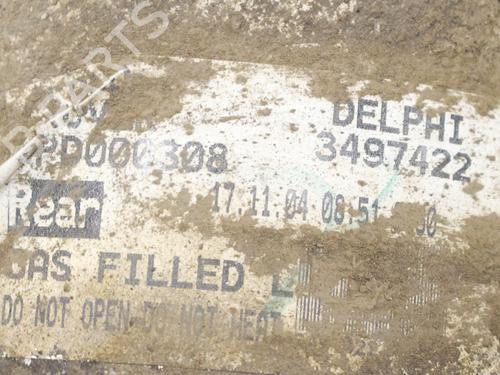 DELPHI
PD000308 3497422
Rear 17.11.04 08:51
GAS FILLED
DO NOT OPEN DO NOT HEAT